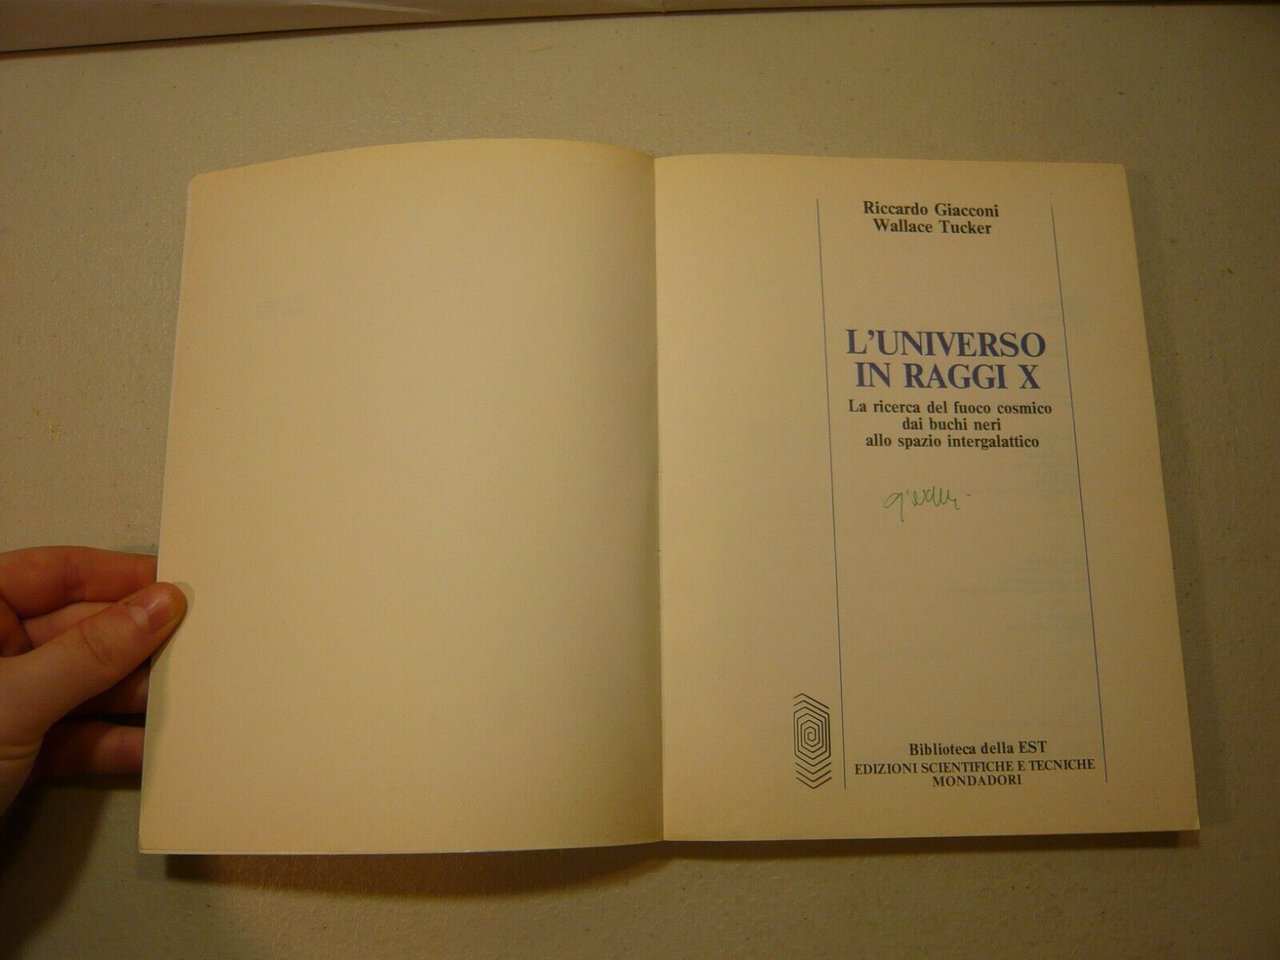 Riccardo Giacconi
Wallace Tucker
L'UNIVERSO
IN RAGGI X
La ricerca del fuoco cosmico
dai buchi neri
allo spazio intergalattico
Biblioteca della EST
EDIZIONI SCIENTIFICHE E TECNICHE
MONDADORI